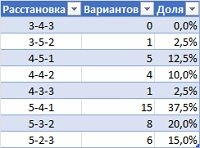 Расстановка Вариантов Доля
3-4-3 0 0,0%
3-5-2 1 2,5%
4-5-1 5 12,5%
4-4-2 4 10,0%
4-3-3 1 2,5%
5-4-1 15 37,5%
5-3-2 8 20,0%
5-2-3 6 15,0%